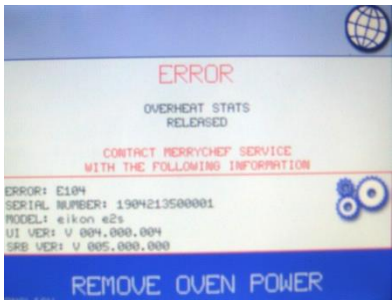 ERROR
OVERHEAT STATS
RELEASED
CONTACT MERRYCHEF SERVICE
WITH THE FOLLOWING INFORMATION
ERROR: E104
SERIAL NUMBER: 1904213500001
MODEL: eikon e2s
UI VER: V 004.000.004
SRB VER: V 005.000.000
REMOVE OVEN POWER